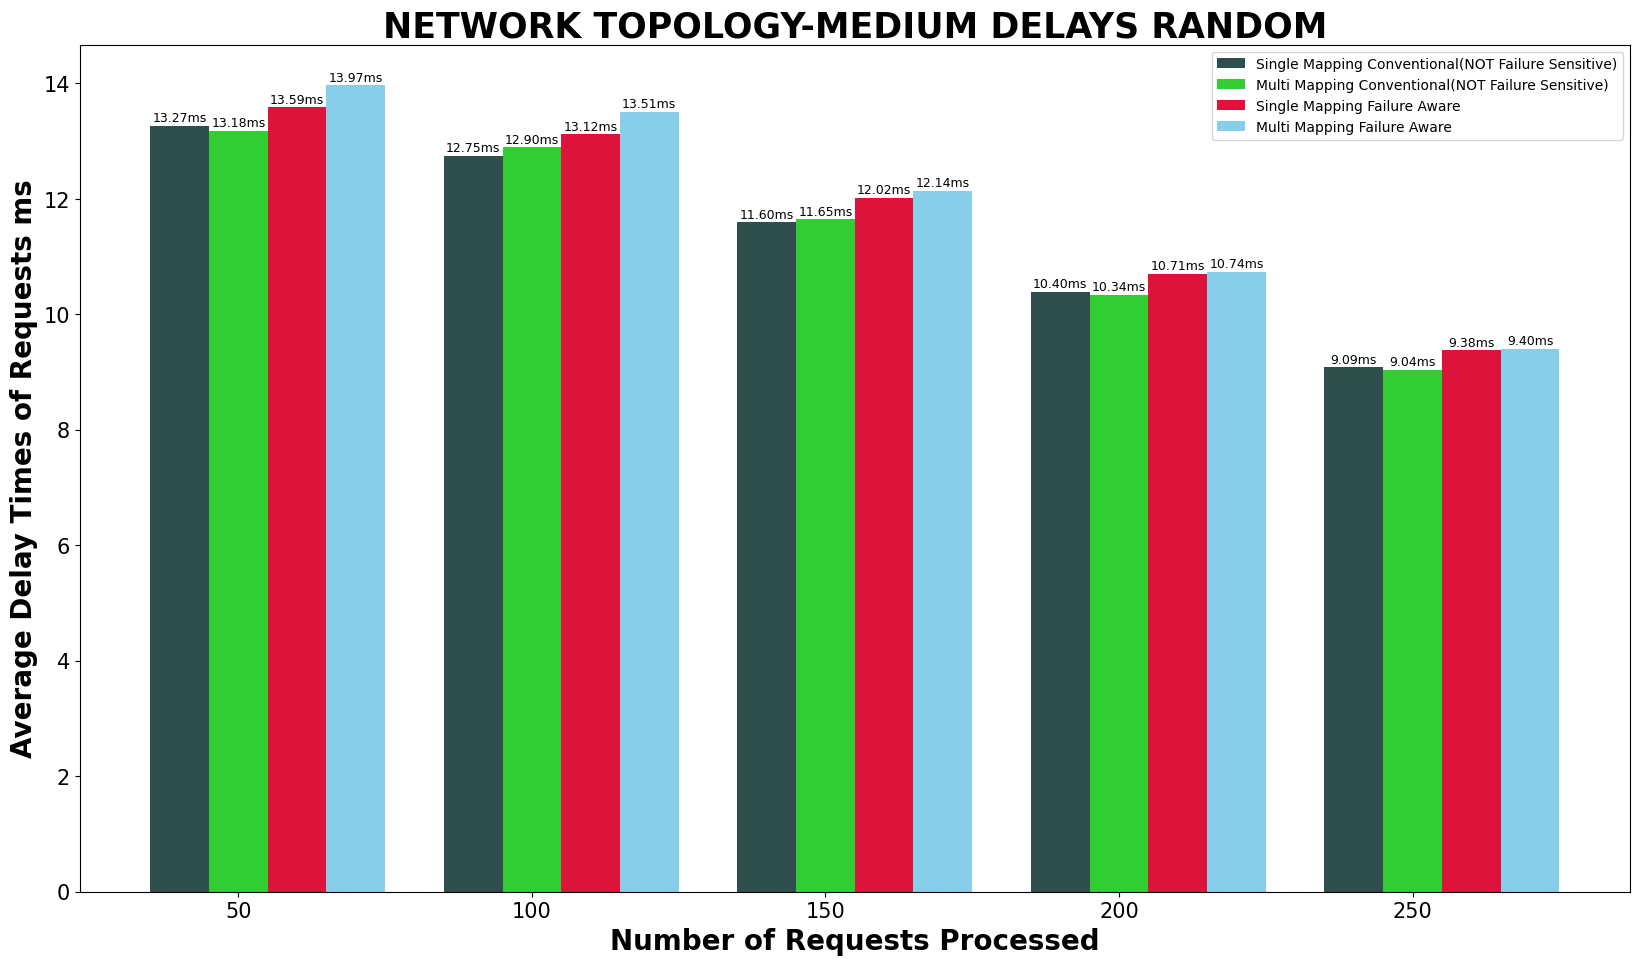 NETWORK TOPOLOGY-MEDIUM DELAYS RANDOM
Single Mapping Conventional(NOT Failure Sensitive)
Multi Mapping Conventional(NOT Failure Sensitive)
Single Mapping Failure Aware
Multi Mapping Failure Aware
Average Delay Times of Requests ms
14
12
10
8
6
4
2
0
13.27ms
13.18ms
13.59ms
13.97ms
12.75ms
12.90ms
13.12ms
13.51ms
11.60ms
11.65ms
12.02ms
12.14ms
10.40ms
10.34ms
10.71ms
10.74ms
9.09ms
9.04ms
9.38ms
9.40ms
50
100
150
200
250
Number of Requests Processed